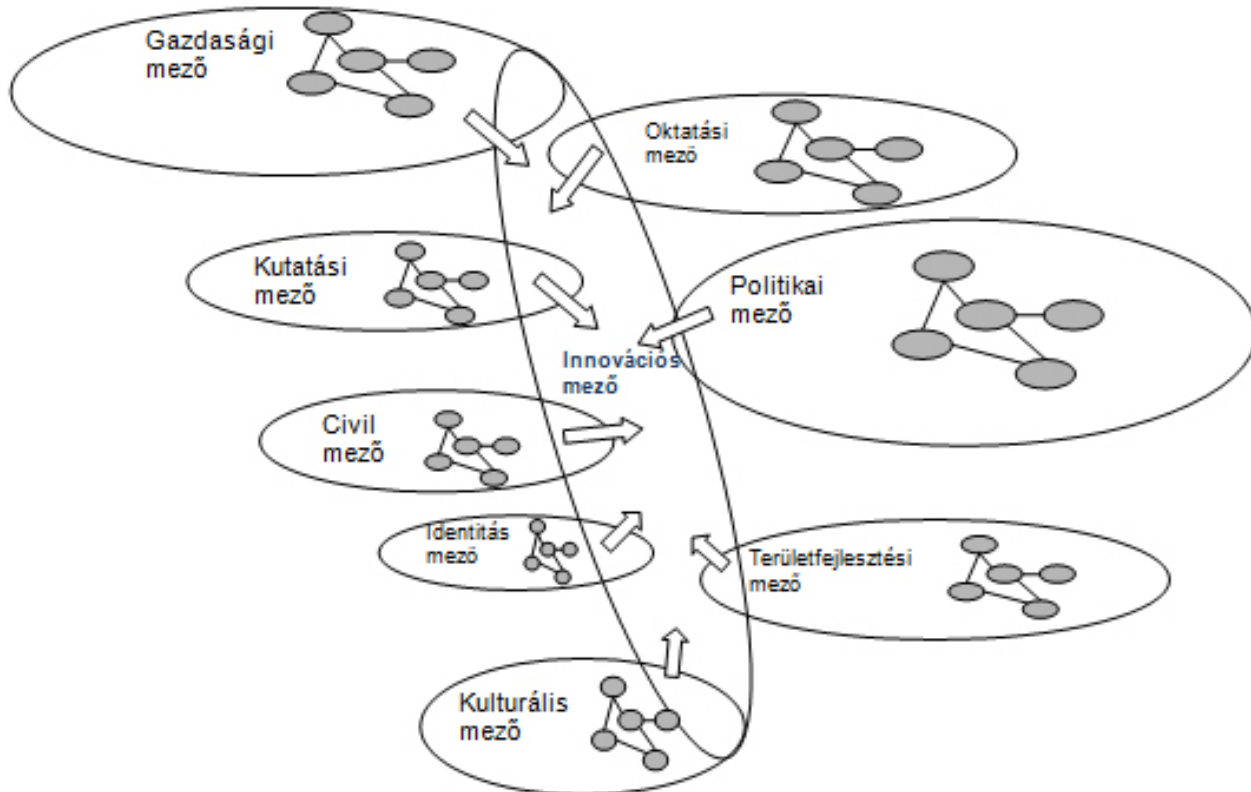 Gazdasági
mező
Oktatási
mező
Kutatási
mező
Politikai
mező
Innovációs
mező
Civil
mező
Identitás
mező
Területfejlesztési
mező
Kulturális
mező